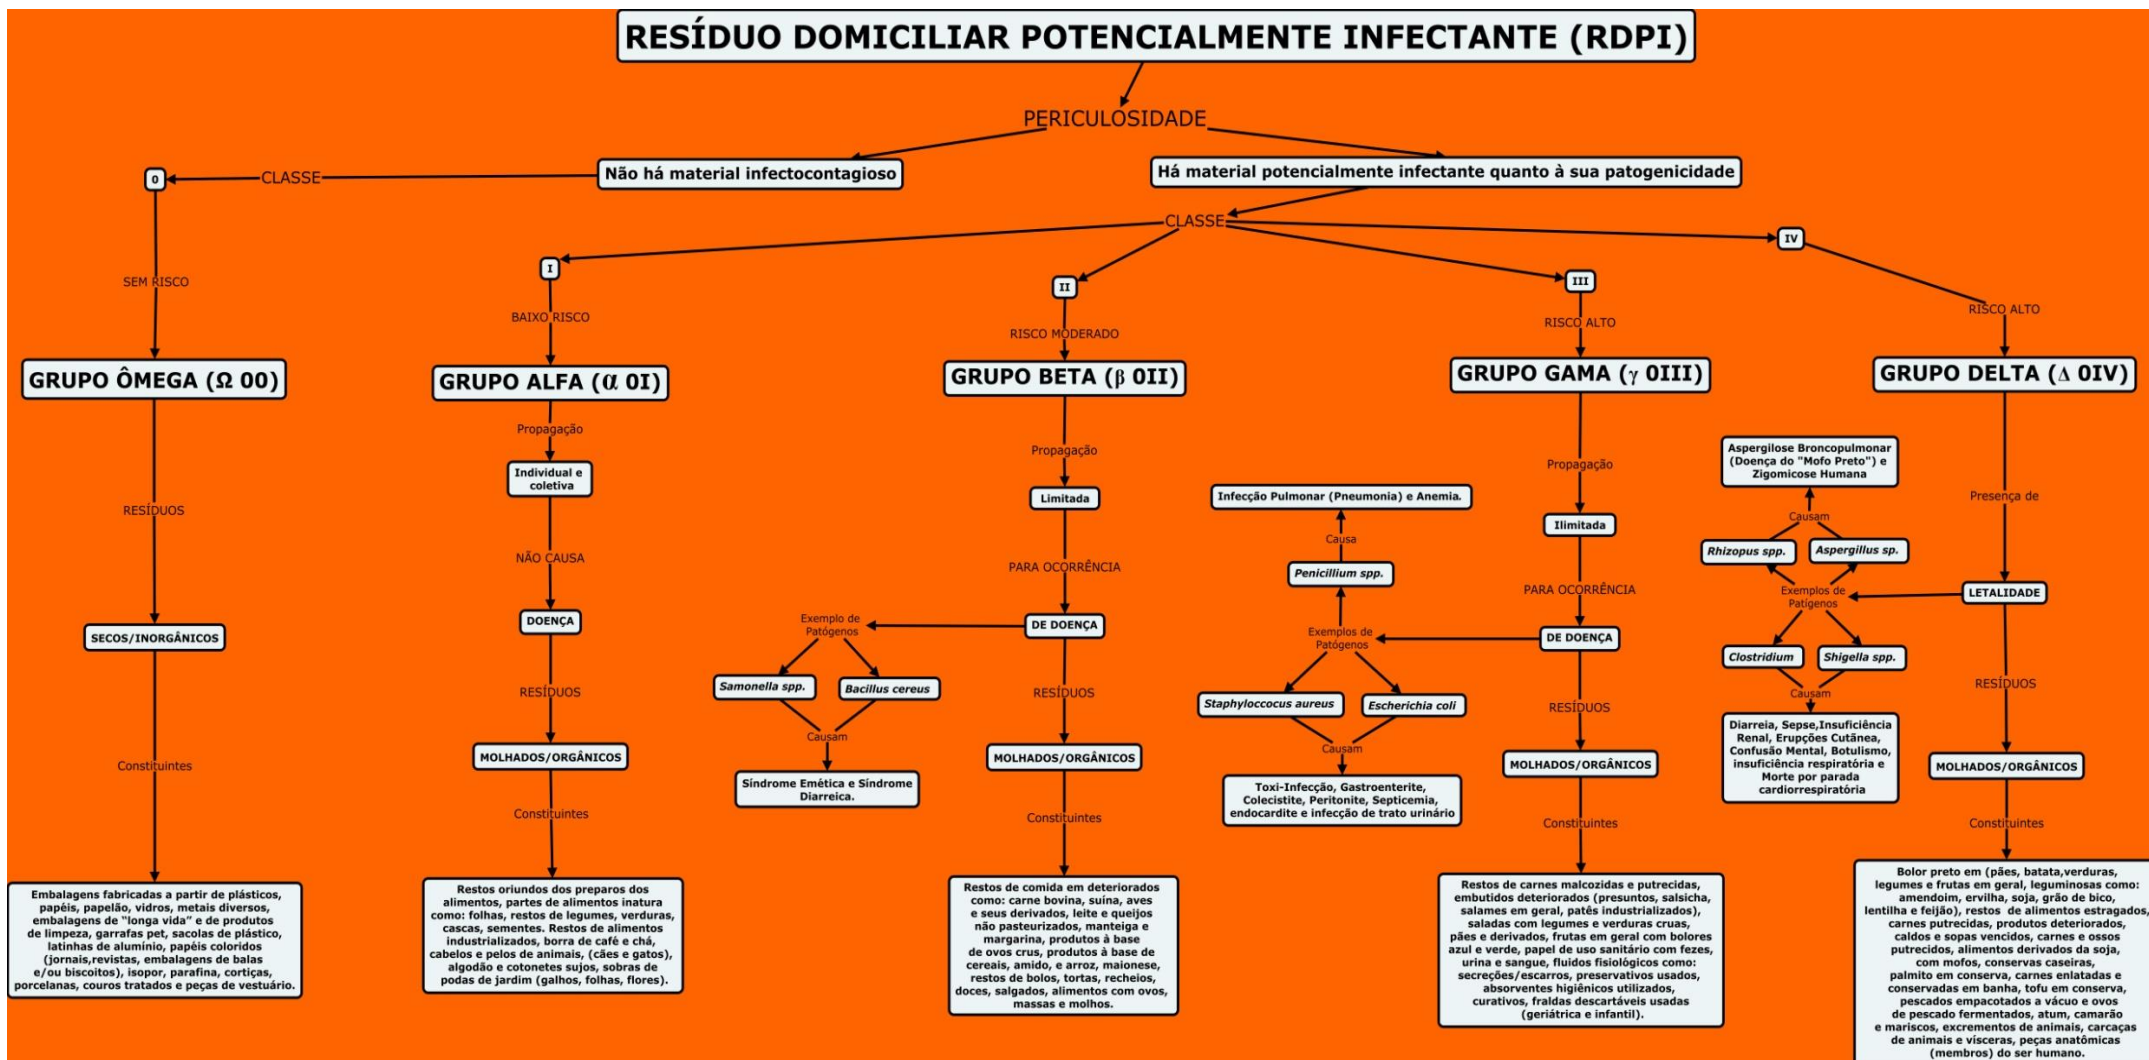 RESÍDUO DOMICILIAR POTENCIALMENTE INFECTANTE (RDPI)
PERICULOSIDADE
Não há material infectocontagioso
Há material potencialmente infectante quanto à sua patogenicidade
CLASSE
0
SEM RISCO
GRUPO ÔMEGA (Ω 00)
RESÍDUOS
SECOS/INORGÂNICOS
Constituintes
Embalagens fabricadas a partir de plásticos,
papéis, papelão, vidros, metais diversos,
embalagens de “longa vida” e de produtos
de limpeza, garrafas pet, sacolas de plástico,
latinhas de alumínio, papéis coloridos
(jornais,revistas, embalagens de balas
e/ou biscoitos), isopor, parafina, cortiças,
porcelanas, couros tratados e peças de vestuário.
CLASSE
I
BAIXO RISCO
GRUPO ALFA (α 0I)
Propagação
Individual e
coletiva
NÃO CAUSA
DOENÇA
RESÍDUOS
MOLHADOS/ORGÂNICOS
Constituintes
Restos oriundos dos preparos dos
alimentos, partes de alimentos inatura
como: folhas, restos de legumes, verduras,
cascas, sementes. Restos de alimentos
industrializados, borra de café e chá,
cabelos e pelos de animais, (cães e gatos),
algodão e cotonetes sujos, sobras de
podas de jardim (galhos, folhas, flores).
II
RISCO MODERADO
GRUPO BETA (β 0II)
Propagação
Limitada
PARA OCORRÊNCIA
DE DOENÇA
Exemplo de
Patógenos
Samonella spp.
Bacillus cereus
Causam
Síndrome Emética e Síndrome
Diarreica.
RESÍDUOS
MOLHADOS/ORGÂNICOS
Constituintes
Restos de comida em deteriorados
como: carne bovina, suína, aves
e seus derivados, leite e queijos
não pasteurizados, manteiga e
margarina, produtos à base
de ovos crus, produtos à base de
cereais, amido, e arroz, maionese,
restos de bolos, tortas, recheios,
doces, salgados, alimentos com ovos,
massas e molhos.
III
RISCO ALTO
GRUPO GAMA (γ 0III)
Propagação
Ilimitada
PARA OCORRÊNCIA
DE DOENÇA
Exemplos de
Patógenos
Penicillium spp.
Causa
Infecção Pulmonar (Pneumonia) e Anemia.
Staphyloccocus aureus
Escherichia coli
Causam
Toxi-Infecção, Gastroenterite,
Colecistite, Peritonite, Septicemia,
endocardite e infecção de trato urinário
RESÍDUOS
MOLHADOS/ORGÂNICOS
Constituintes
Restos de carnes malcozidas e putrecidas,
embutidos deteriorados (presuntos, salsicha,
salames em geral, patês industrializados),
saladas com legumes e verduras cruas,
pães e derivados, frutas em geral com bolores
azul e verde, papel de uso sanitário com fezes,
urina e sangue, fluidos fisiológicos como:
secreções/escarros, preservativos usados,
absorventes higiênicos utilizados,
curativos, fraldas descartáveis usadas
(geriátrica e infantil).
IV
RISCO ALTO
GRUPO DELTA (Δ 0IV)
Presença de
LETALIDADE
Exemplos de
Patígenos
Rhizopus spp.
Aspergillus sp.
Causam
Aspergilose Broncopulmonar
(Doença do "Mofo Preto") e
Zigomicose Humana
Clostridium
Shigella spp.
Causam
Diarreia, Sepse,Insuficiência
Renal, Erupções Cutãnea,
Confusão Mental, Botulismo,
insuficiência respiratória e
Morte por parada
cardiorrespiratória
RESÍDUOS
MOLHADOS/ORGÂNICOS
Constituintes
Bolor preto em (pães, batata,verduras,
legumes e frutas em geral, leguminosas como:
amendoim, ervilha, soja, grão de bico,
lentilha e feijão), restos de alimentos estragados,
carnes putrecidas, produtos deteriorados,
caldos e sopas vencidos, carnes e ossos
putrecidos, alimentos derivados da soja,
com mofos, conservas caseiras,
palmito em conserva, carnes enlatadas e
conservadas em banha, tofu em conserva,
pescados empacotados a vácuo e ovos
de pescado fermentados, atum, camarão
e mariscos, excrementos de animais, carcaças
de animais e vísceras, peças anatômicas
(membros) do ser humano.